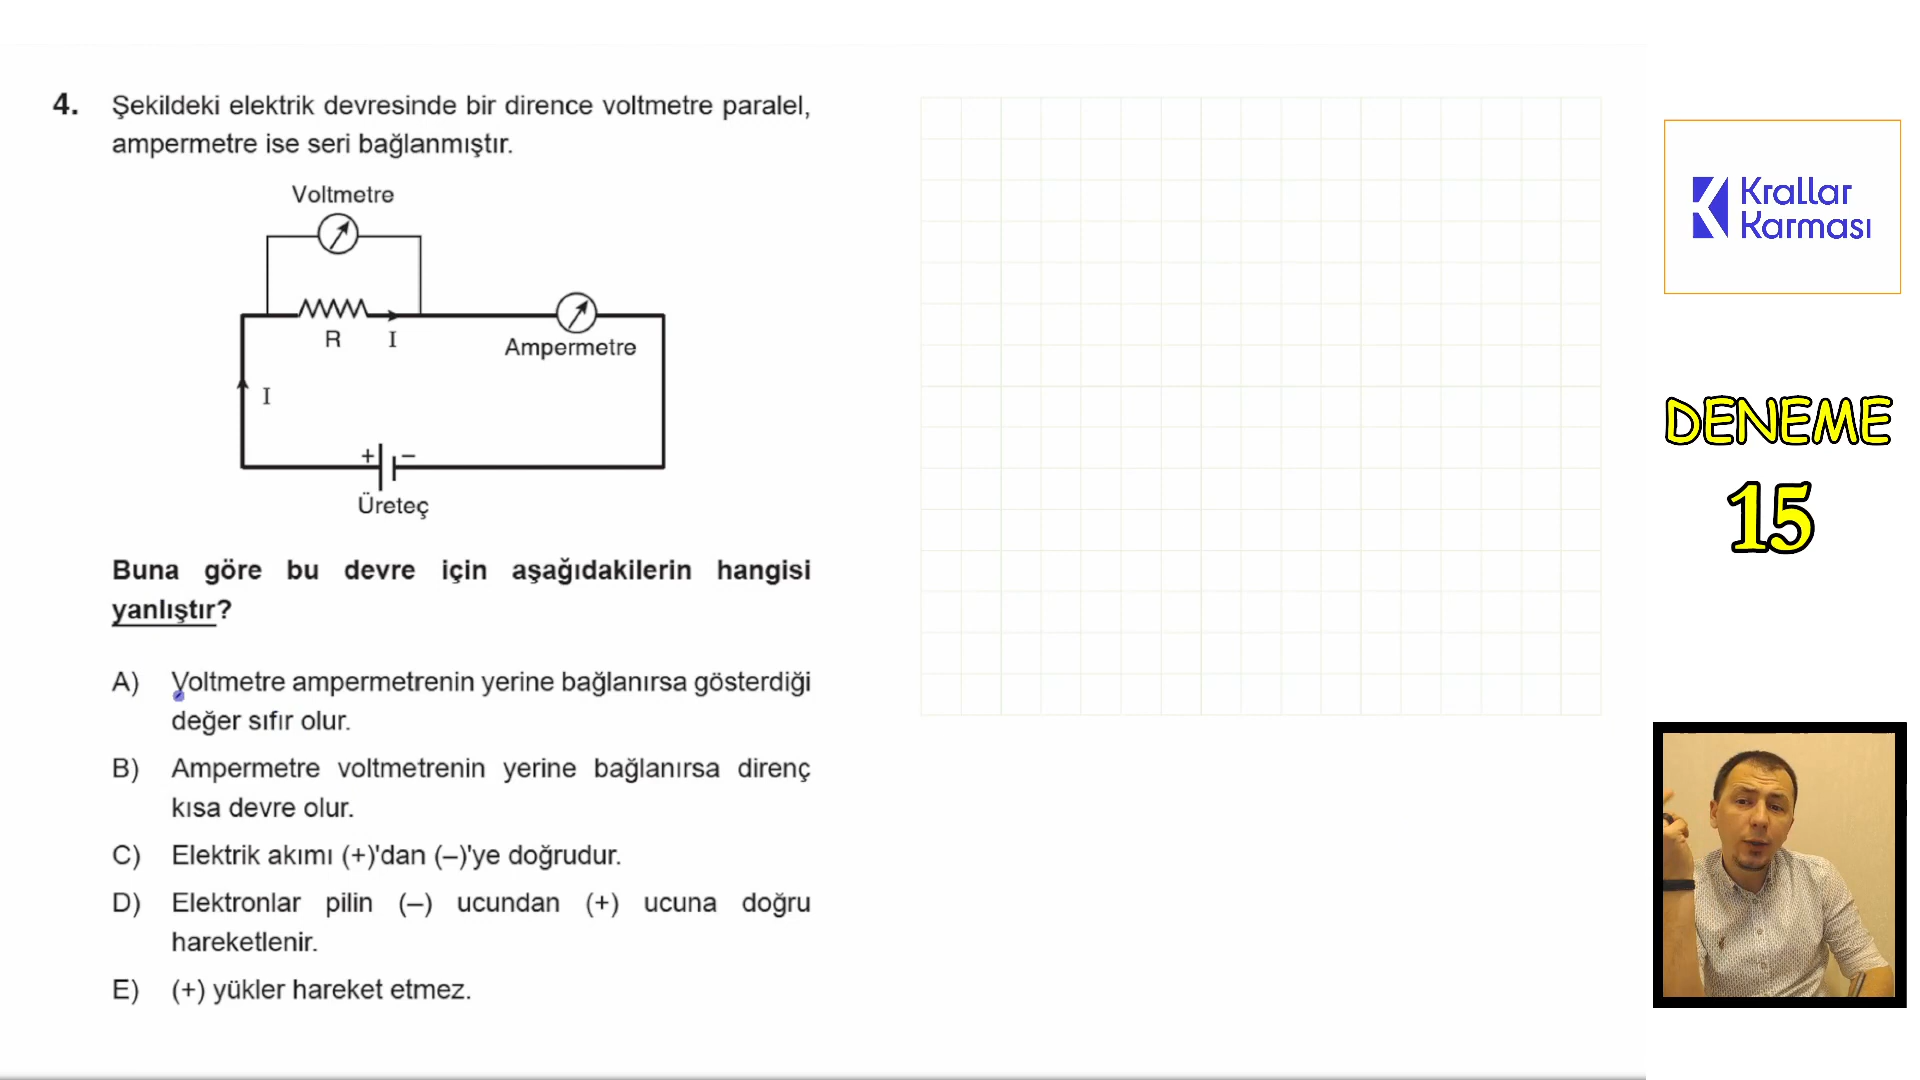 4. Şekildeki elektrik devresinde bir dirence voltmetre paralel,
ampermetre ise seri bağlanmıştır.
Voltmetre
R I
Ampermetre
I
+ –
Üreteç
Buna göre bu devre için aşağıdakilerin hangisi
yanlıştır?
A) Voltmetre ampermetrenin yerine bağlanırsa gösterdiği
değer sıfır olur.
B) Ampermetre voltmetrenin yerine bağlanırsa direnç
kısa devre olur.
C) Elektrik akımı (+)'dan (–)'ye doğrudur.
D) Elektronlar pilin (–) ucundan (+) ucuna doğru
hareketlenir.
E) (+) yükler hareket etmez.
Krallar
Karması
DENEME
15